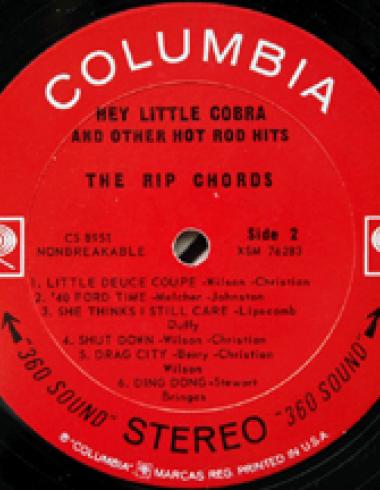 COLUMBIA
HEY LITTLE COBRA
AND OTHER HOT ROD HITS
THE RIP CHORDS
CS 8951
NONBREAKABLE
Side 2
XSM 76283
1. LITTLE DEUCE COUPE -Wilson -Christian
2. '40 FORD TIME -Melcher -Johnston
3. SHE THINKS I STILL CARE -Lipscomb
Duffy
4. SHUT DOWN -Wilson -Christian
5. DRAG CITY -Berry -Christian
Wilson
6. DING DONG -Stewart
Bringas
"360 SOUND" STEREO "360 SOUND"
® "COLUMBIA" MARCAS REG. PRINTED IN U.S.A.